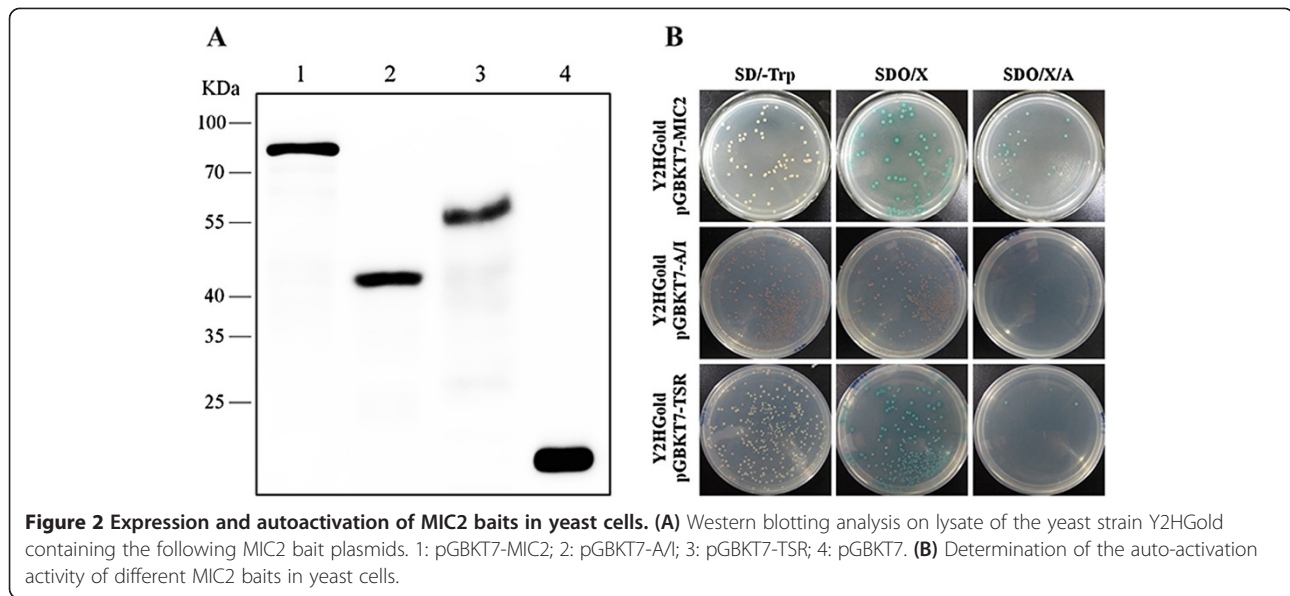 A
B
1 2 3 4
KDa
100
70
55
40
35
25
SD/-Trp SDO/X SDO/X/A
Y2HGold
pGBKT7-MIC2
Y2HGold
pGBKT7-A/I
Y2HGold
pGBKT7-TSR
Figure 2 Expression and autoactivation of MIC2 baits in yeast cells. (A) Western blotting analysis on lysate of the yeast strain Y2HGold
containing the following MIC2 bait plasmids. 1: pGBKT7-MIC2; 2: pGBKT7-A/I; 3: pGBKT7-TSR; 4: pGBKT7. (B) Determination of the auto-activation
activity of different MIC2 baits in yeast cells.